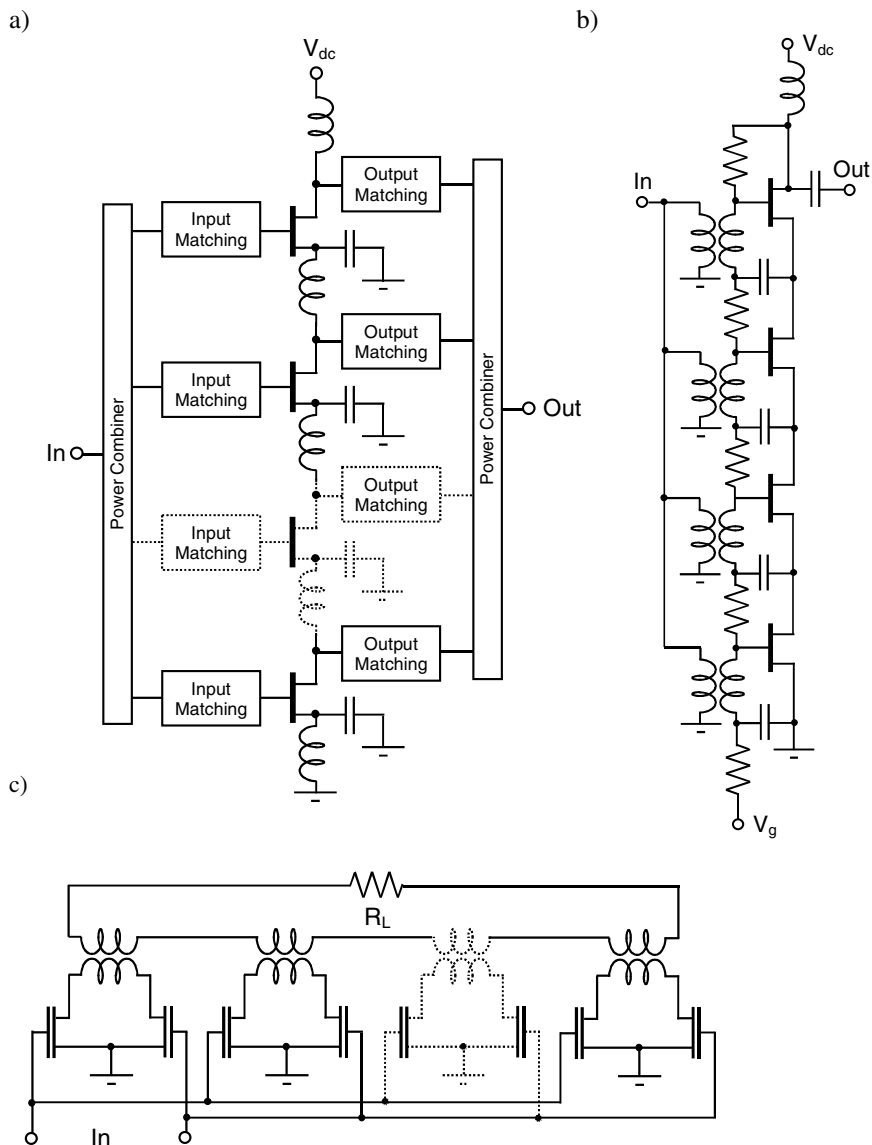 a)
V_dc
Output
Matching
Input
Matching
Output
Matching
Input
Matching
Output
Matching
Input
Matching
Output
Matching
Input
Matching
Power Combiner
Power Combiner
In
Out
b)
V_dc
In
Out
V_g
c)
R_L
In